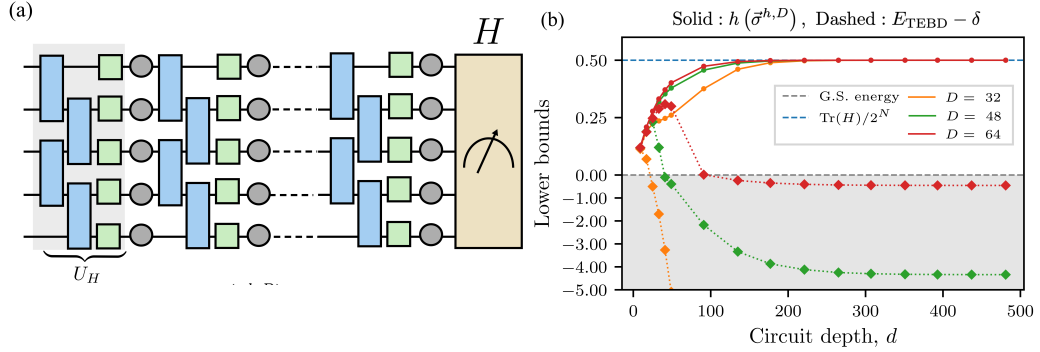 (a)
H
U_H
(b)
Solid : h (σ⃗^{h,D}) , Dashed : E_TEBD − δ
Lower bounds
0.50
0.25
0.00
−1.00
−2.00
−3.00
−4.00
−5.00
G.S. energy
Tr(H)/2^N
D = 32
D = 48
D = 64
0 100 200 300 400 500
Circuit depth, d